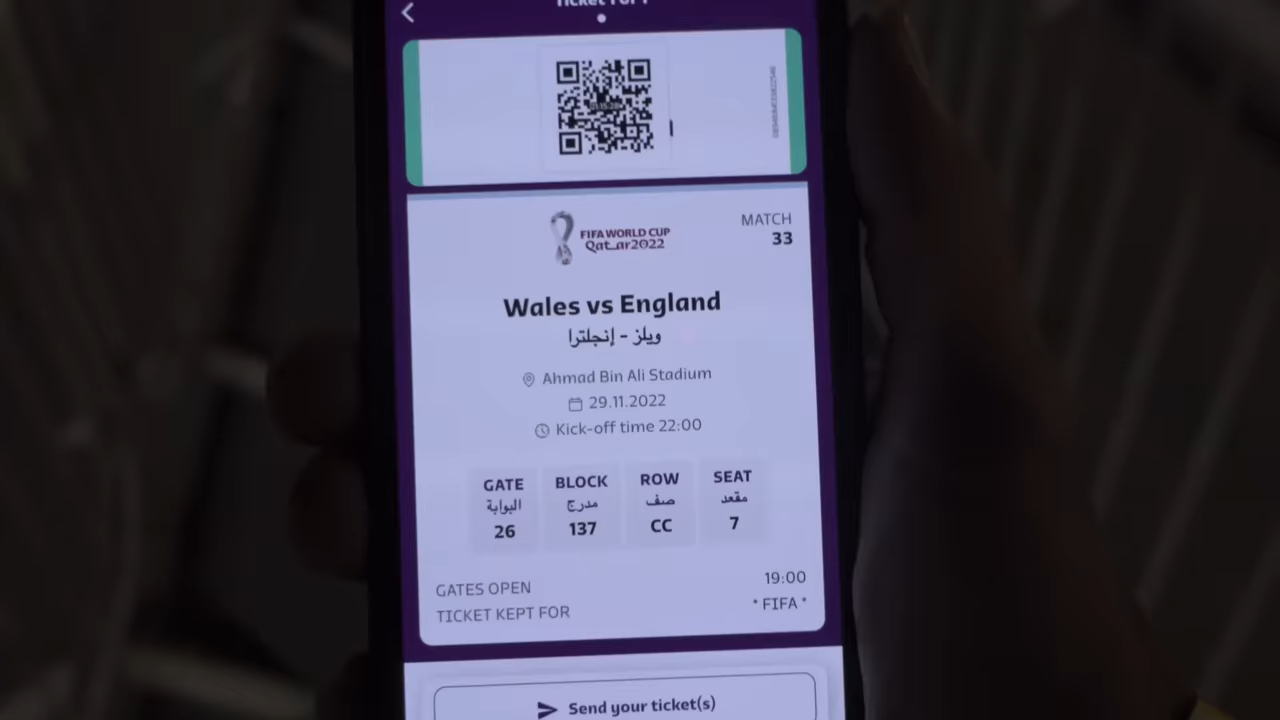 MATCH
33
FIFA WORLD CUP
Qatar2022
Wales vs England
ويلز - إنجلترا
Ahmad Bin Ali Stadium
29.11.2022
Kick-off time 22:00
GATE BLOCK ROW SEAT
البوابة مدرج صف مقعد
26 137 CC 7
GATES OPEN 19:00
TICKET KEPT FOR * FIFA *
Send your ticket(s)